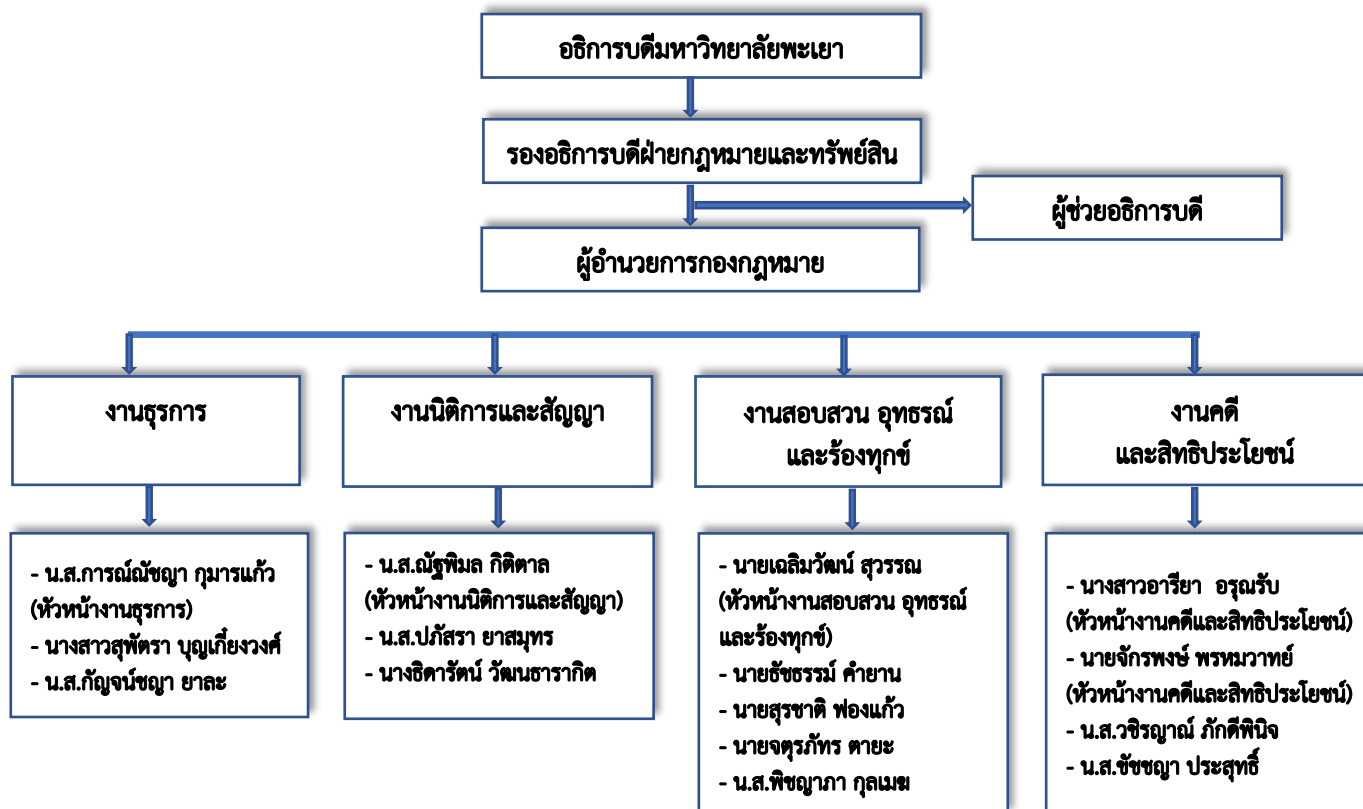 อธิการบดีมหาวิทยาลัยพะเยา
รองอธิการบดีฝ่ายกฎหมายและทรัพย์สิน
ผู้ช่วยอธิการบดี
ผู้อำนวยการกองกฎหมาย
งานธุรการ
งานนิติการและสัญญา
งานสอบสวน อุทธรณ์
และร้องทุกข์
งานคดี
และสิทธิประโยชน์
- น.ส.การณ์ณัชญา กุมารแก้ว
(หัวหน้างานธุรการ)
- นางสาวสุพัตรา บุญเกี๋ยงวงศ์
- น.ส.กัญจน์ชญา ยาละ
- น.ส.ณัฐพิมล กิติตาล
(หัวหน้างานนิติการและสัญญา)
- น.ส.ปภัสรา ยาสมุทร
- นางธิดารัตน์ วัฒนธารากิต
- นายเฉลิมวัฒน์ สุวรรณ
(หัวหน้างานสอบสวน อุทธรณ์
และร้องทุกข์)
- นายธัชธรรม์ คำยาน
- นายสุรชาติ ฟองแก้ว
- นายจตุรภัทร ตายะ
- น.ส.พิชญาภา กุลเมฆ
- นางสาวอารียา อรุณรับ
(หัวหน้างานคดีและสิทธิประโยชน์)
- นายจักรพงษ์ พรหมวาทย์
(หัวหน้างานคดีและสิทธิประโยชน์)
- น.ส.วชิรญาณ์ ภักดีพินิจ
- น.ส.ขัชชญา ประสุทธิ์